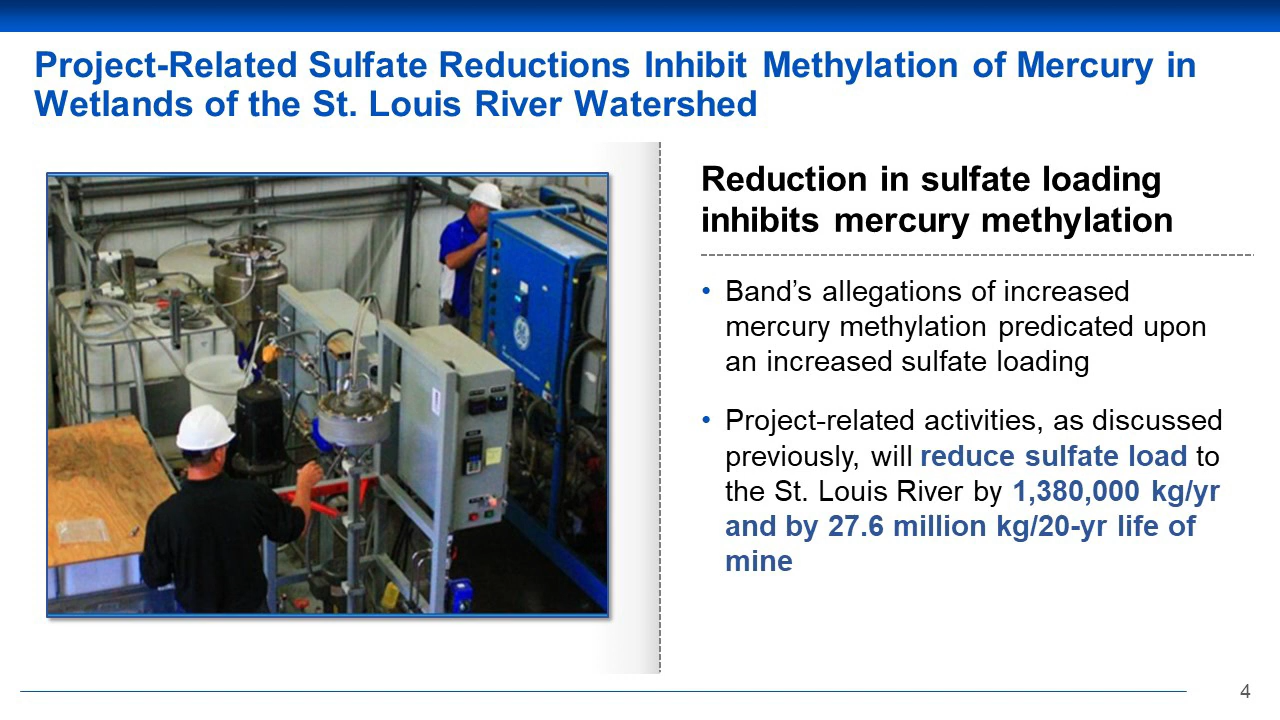 Project-Related Sulfate Reductions Inhibit Methylation of Mercury in
Wetlands of the St. Louis River Watershed
Reduction in sulfate loading
inhibits mercury methylation
• Band’s allegations of increased
mercury methylation predicated upon
an increased sulfate loading
• Project-related activities, as discussed
previously, will reduce sulfate load to
the St. Louis River by 1,380,000 kg/yr
and by 27.6 million kg/20-yr life of
mine
4